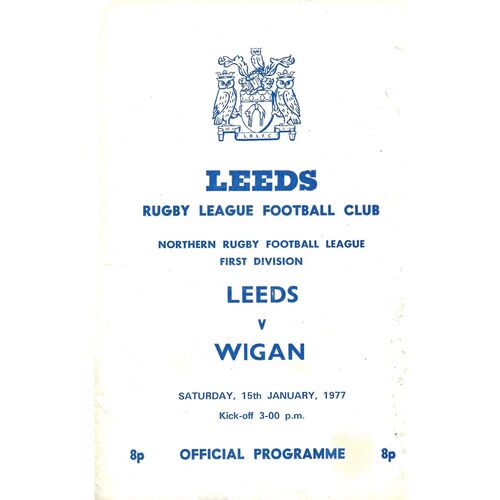 L.R.L.F.C.
LEEDS
RUGBY LEAGUE FOOTBALL CLUB
NORTHERN RUGBY FOOTBALL LEAGUE
FIRST DIVISION
LEEDS
v
WIGAN
SATURDAY, 15th JANUARY, 1977
Kick-off 3-00 p.m.
8p OFFICIAL PROGRAMME 8p